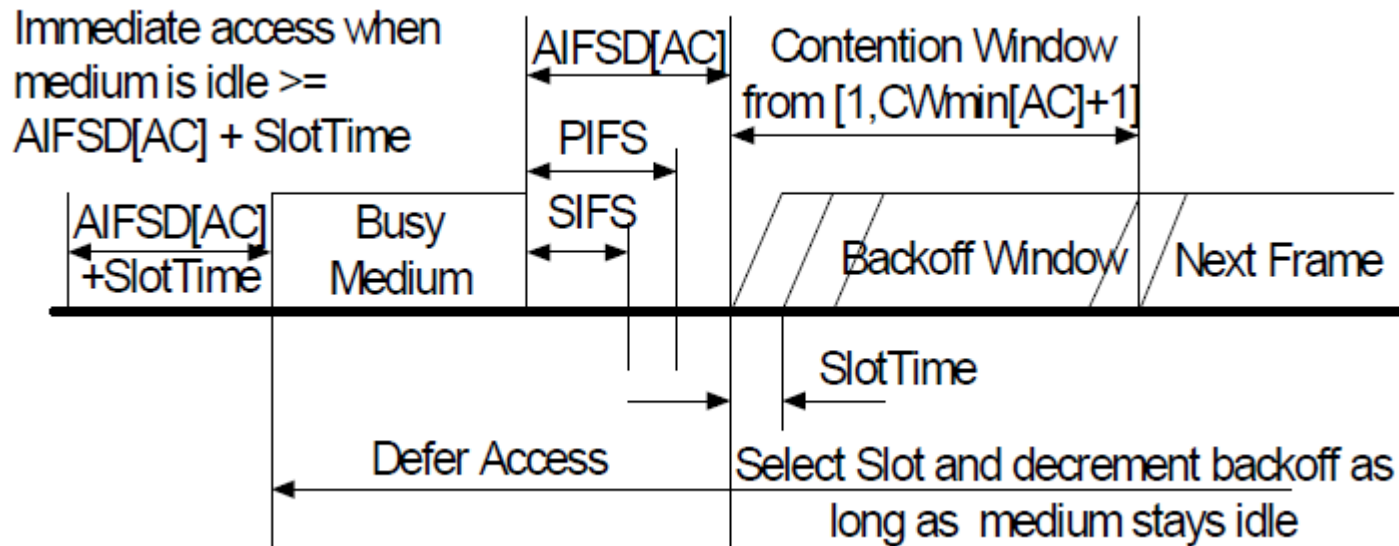 Immediate access when
medium is idle >=
AIFSD[AC] + SlotTime
AIFSD[AC]
Contention Window
from [1,CWmin[AC]+1]
PIFS
SIFS
AIFSD[AC]
+SlotTime
Busy
Medium
Backoff Window
Next Frame
SlotTime
Defer Access
Select Slot and decrement backoff as
long as medium stays idle